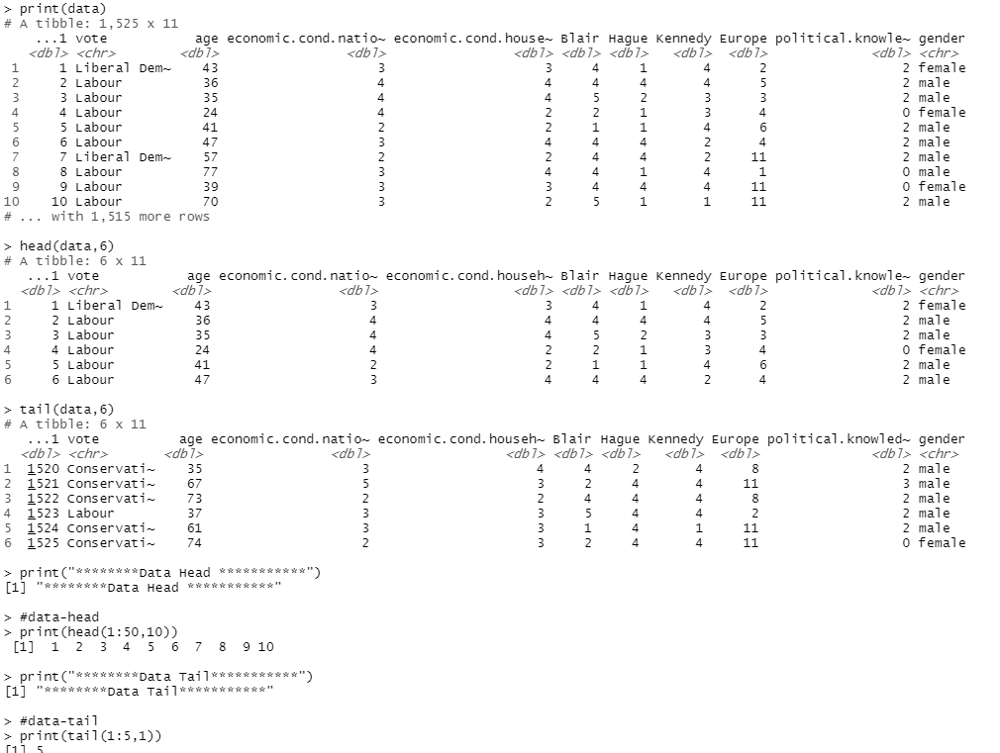 > print(data)
# A tibble: 1,525 x 11
...1 vote age economic.cond.natio~ economic.cond.house~ Blair Hague Kennedy Europe political.knowle~ gender
<dbl> <chr> <dbl> <dbl> <dbl> <dbl> <dbl> <dbl> <dbl> <dbl> <chr>
1 1 Liberal Dem~ 43 3 3 4 1 4 2 2 female
2 2 Labour 36 4 4 4 4 4 5 2 male
3 3 Labour 35 4 4 5 2 3 3 2 male
4 4 Labour 24 4 2 2 1 3 4 0 female
5 5 Labour 41 2 2 1 1 4 6 2 male
6 6 Labour 47 3 4 4 4 2 4 2 male
7 7 Liberal Dem~ 57 2 2 4 4 2 11 2 male
8 8 Labour 77 3 4 4 1 4 1 0 male
9 9 Labour 39 3 3 4 4 4 11 0 female
10 10 Labour 70 3 2 5 1 1 11 2 male
# ... with 1,515 more rows
> head(data,6)
# A tibble: 6 x 11
...1 vote age economic.cond.natio~ economic.cond.househ~ Blair Hague Kennedy Europe political.knowle~ gender
<dbl> <chr> <dbl> <dbl> <dbl> <dbl> <dbl> <dbl> <dbl> <dbl> <chr>
1 1 Liberal Dem~ 43 3 3 4 1 4 2 2 female
2 2 Labour 36 4 4 4 4 4 5 2 male
3 3 Labour 35 4 4 5 2 3 3 2 male
4 4 Labour 24 4 2 2 1 3 4 0 female
5 5 Labour 41 2 2 1 1 4 6 2 male
6 6 Labour 47 3 4 4 4 2 4 2 male
> tail(data,6)
# A tibble: 6 x 11
...1 vote age economic.cond.natio~ economic.cond.househ~ Blair Hague Kennedy Europe political.knowled~ gender
<dbl> <chr> <dbl> <dbl> <dbl> <dbl> <dbl> <dbl> <dbl> <dbl> <chr>
1 1520 Conservati~ 35 3 4 4 2 4 8 2 male
2 1521 Conservati~ 67 5 3 2 4 4 11 3 male
3 1522 Conservati~ 73 2 2 4 4 4 8 2 male
4 1523 Labour 37 3 3 5 4 4 2 2 male
5 1524 Conservati~ 61 3 3 1 4 1 11 2 male
6 1525 Conservati~ 74 2 3 2 4 4 11 0 female
> print("********Data Head ***********")
[1] "********Data Head ***********"
> #data-head
> print(head(1:50,10))
[1] 1 2 3 4 5 6 7 8 9 10
> print("********Data Tail***********")
[1] "********Data Tail***********"
> #data-tail
> print(tail(1:5,1))
[1] 5